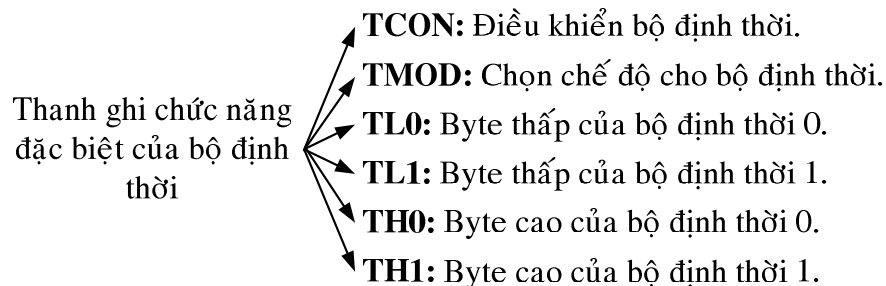 Thanh ghi chức năng
đặc biệt của bộ định
thời
TCON: Điều khiển bộ định thời.
TMOD: Chọn chế độ cho bộ định thời.
TL0: Byte thấp của bộ định thời 0.
TL1: Byte thấp của bộ định thời 1.
TH0: Byte cao của bộ định thời 0.
TH1: Byte cao của bộ định thời 1.